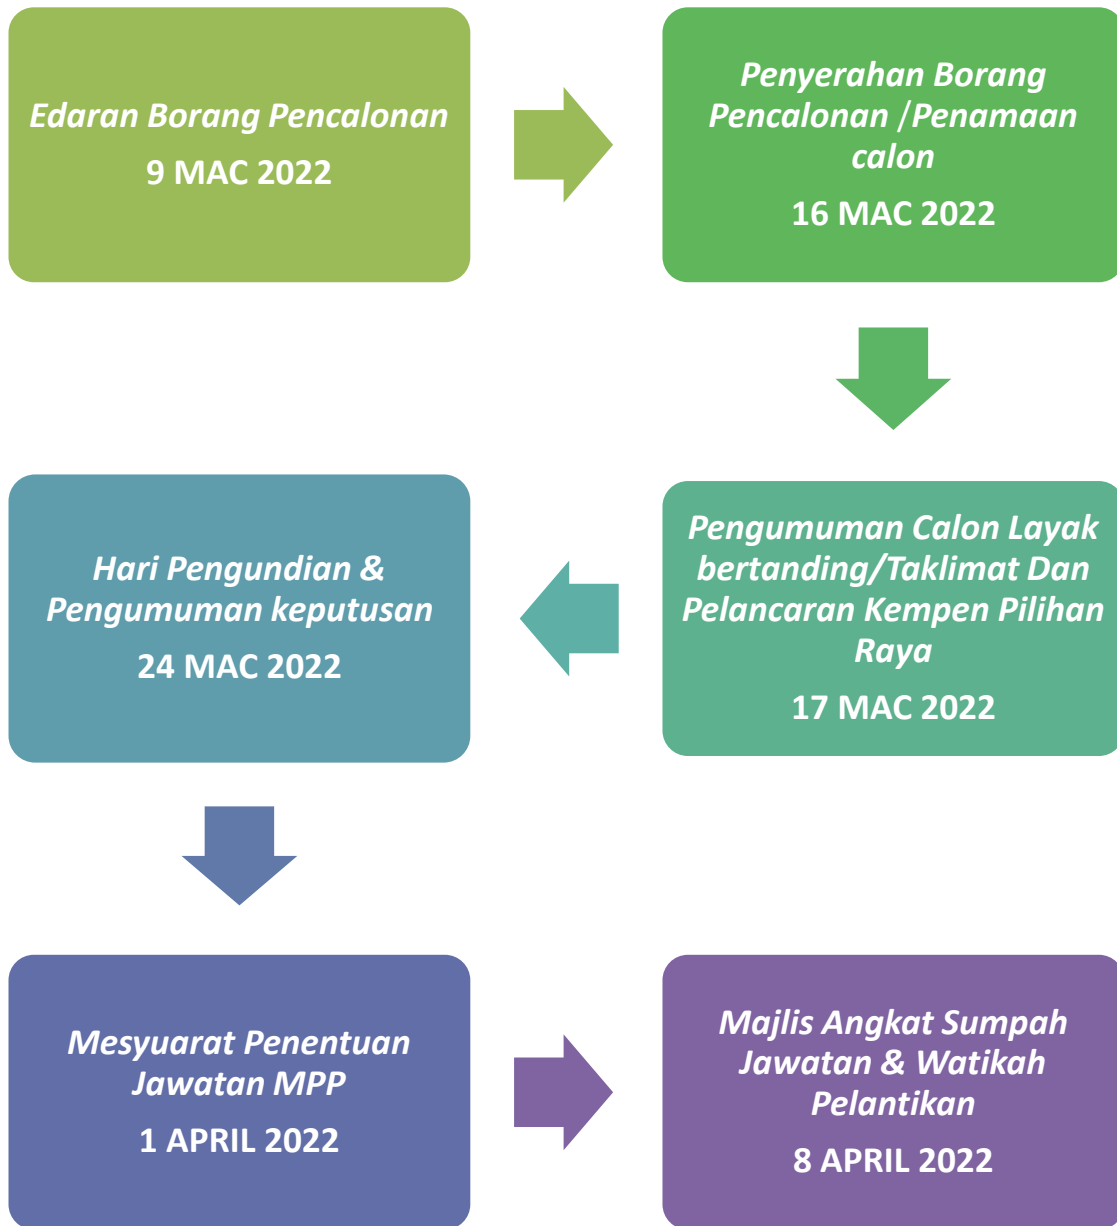 Edaran Borang Pencalonan
9 MAC 2022
Penyerahan Borang
Pencalonan /Penamaan
calon
16 MAC 2022
Pengumuman Calon Layak
bertanding/Taklimat Dan
Pelancaran Kempen Pilihan
Raya
17 MAC 2022
Hari Pengundian &
Pengumuman keputusan
24 MAC 2022
Mesyuarat Penentuan
Jawatan MPP
1 APRIL 2022
Majlis Angkat Sumpah
Jawatan & Watikah
Pelantikan
8 APRIL 2022